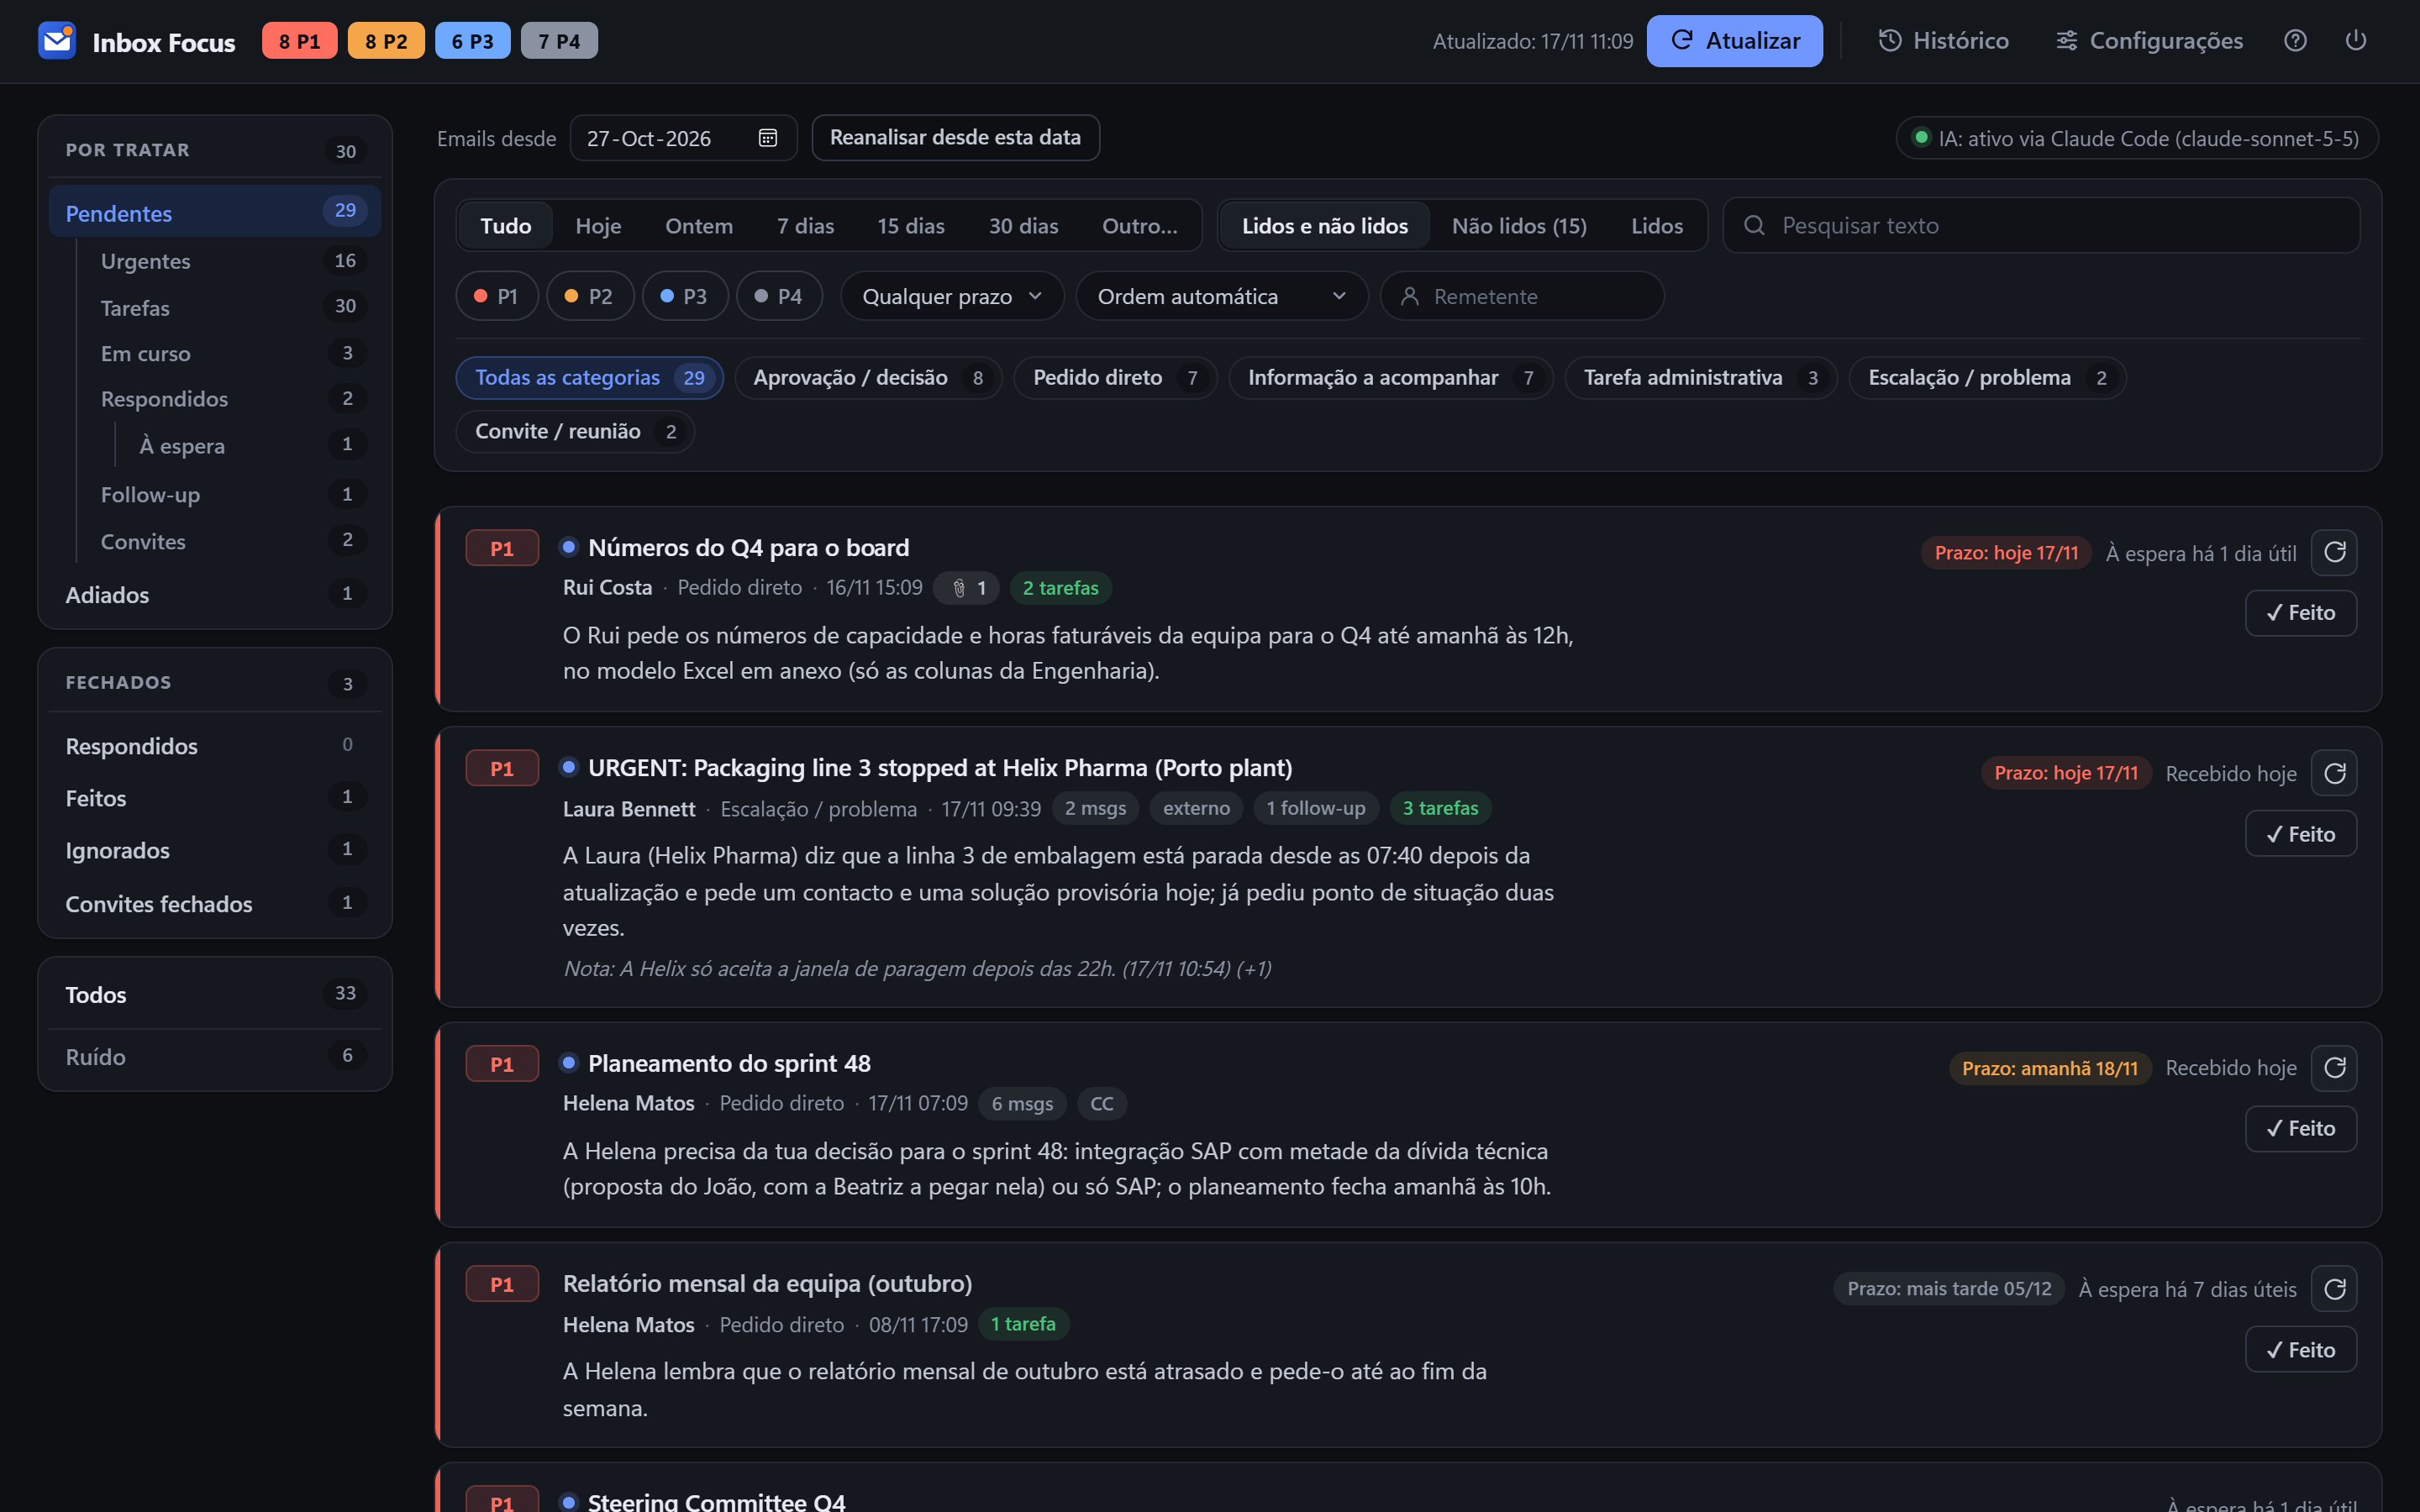 Inbox Focus
8 P1
8 P2
6 P3
7 P4
Atualizado: 17/11 11:09
Atualizar
Histórico
Configurações
POR TRATAR 30
Pendentes 29
Urgentes 16
Tarefas 30
Em curso 3
Respondidos 2
À espera 1
Follow-up 1
Convites 2
Adiados 1
FECHADOS 3
Respondidos 0
Feitos 1
Ignorados 1
Convites fechados 1
Todos 33
Ruído 6
Emails desde 27-Oct-2026 Reanalisar desde esta data
IA: ativo via Claude Code (claude-sonnet-5-5)
Tudo Hoje Ontem 7 dias 15 dias 30 dias Outro...
Lidos e não lidos Não lidos (15) Lidos
Pesquisar texto
P1 P2 P3 P4 Qualquer prazo Ordem automática Remetente
Todas as categorias 29 Aprovação / decisão 8 Pedido direto 7 Informação a acompanhar 7 Tarefa administrativa 3 Escalação / problema 2
Convite / reunião 2
P1 Números do Q4 para o board
Prazo: hoje 17/11 À espera há 1 dia útil
Rui Costa · Pedido direto · 16/11 15:09 1 2 tarefas
✓ Feito
O Rui pede os números de capacidade e horas faturáveis da equipa para o Q4 até amanhã às 12h,
no modelo Excel em anexo (só as colunas da Engenharia).
P1 URGENT: Packaging line 3 stopped at Helix Pharma (Porto plant)
Prazo: hoje 17/11 Recebido hoje
Laura Bennett · Escalação / problema · 17/11 09:39 2 msgs externo 1 follow-up 3 tarefas
✓ Feito
A Laura (Helix Pharma) diz que a linha 3 de embalagem está parada desde as 07:40 depois da
atualização e pede um contacto e uma solução provisória hoje; já pediu ponto de situação duas
vezes.
Nota: A Helix só aceita a janela de paragem depois das 22h. (17/11 10:54) (+1)
P1 Planeamento do sprint 48
Prazo: amanhã 18/11 Recebido hoje
Helena Matos · Pedido direto · 17/11 07:09 6 msgs CC
✓ Feito
A Helena precisa da tua decisão para o sprint 48: integração SAP com metade da dívida técnica
(proposta do João, com a Beatriz a pegar nela) ou só SAP; o planeamento fecha amanhã às 10h.
P1 Relatório mensal da equipa (outubro)
Prazo: mais tarde 05/12 À espera há 7 dias úteis
Helena Matos · Pedido direto · 08/11 17:09 1 tarefa
✓ Feito
A Helena lembra que o relatório mensal de outubro está atrasado e pede-o até ao fim da
semana.
P1 Steering Committee Q4
À espera há 1 dia útil